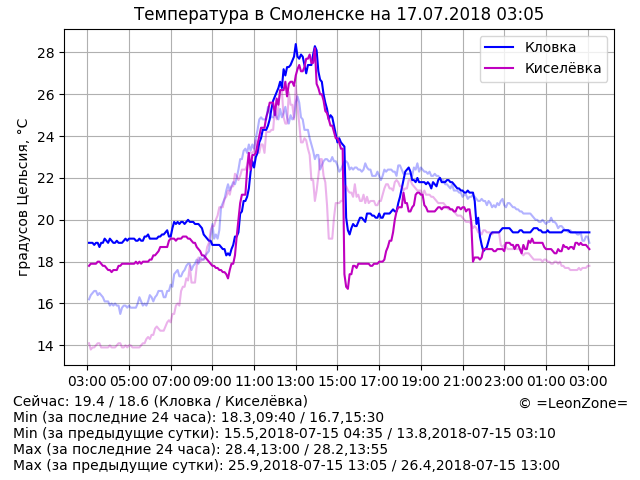 Температура в Смоленске на 17.07.2018 03:05
Кловка
Киселёвка
градусов Цельсия, °C
28
26
24
22
20
18
16
14
03:00 05:00 07:00 09:00 11:00 13:00 15:00 17:00 19:00 21:00 23:00 01:00 03:00
Сейчас: 19.4 / 18.6 (Кловка / Киселёвка)
© =LeonZone=
Min (за последние 24 часа): 18.3,09:40 / 16.7,15:30
Min (за предыдущие сутки): 15.5,2018-07-15 04:35 / 13.8,2018-07-15 03:10
Max (за последние 24 часа): 28.4,13:00 / 28.2,13:55
Max (за предыдущие сутки): 25.9,2018-07-15 13:05 / 26.4,2018-07-15 13:00